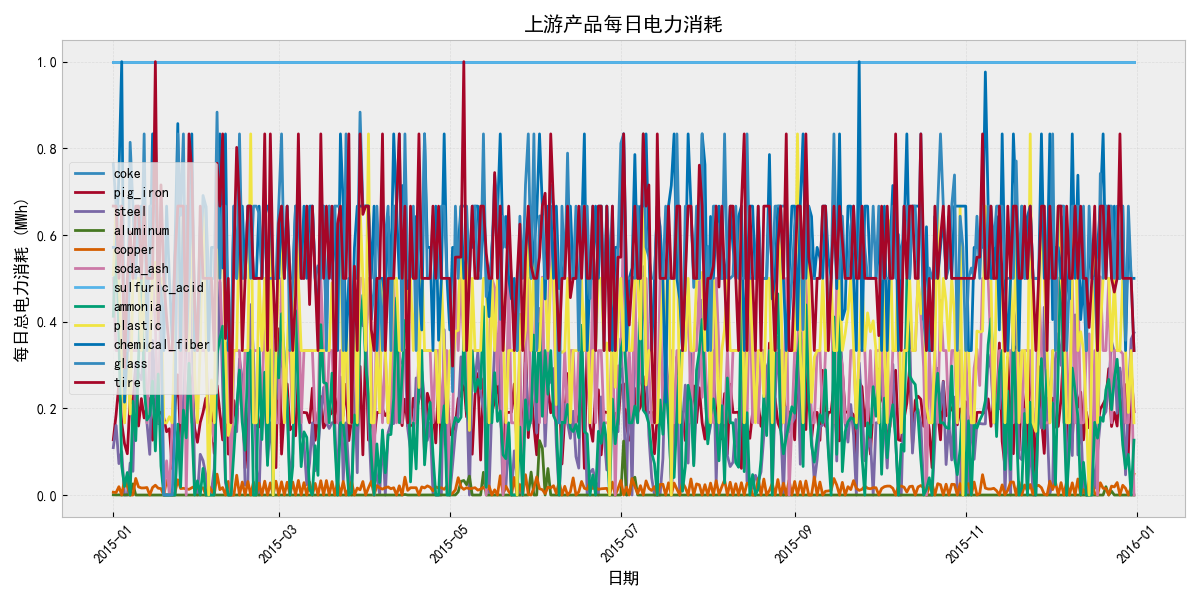 上游产品每日电力消耗
每日总电力消耗 (MWh)
1.0
0.8
0.6
0.4
0.2
0.0
coke
pig_iron
steel
aluminum
copper
soda_ash
sulfuric_acid
ammonia
plastic
chemical_fiber
glass
tire
2015-01
2015-03
2015-05
2015-07
2015-09
2015-11
2016-01
日期